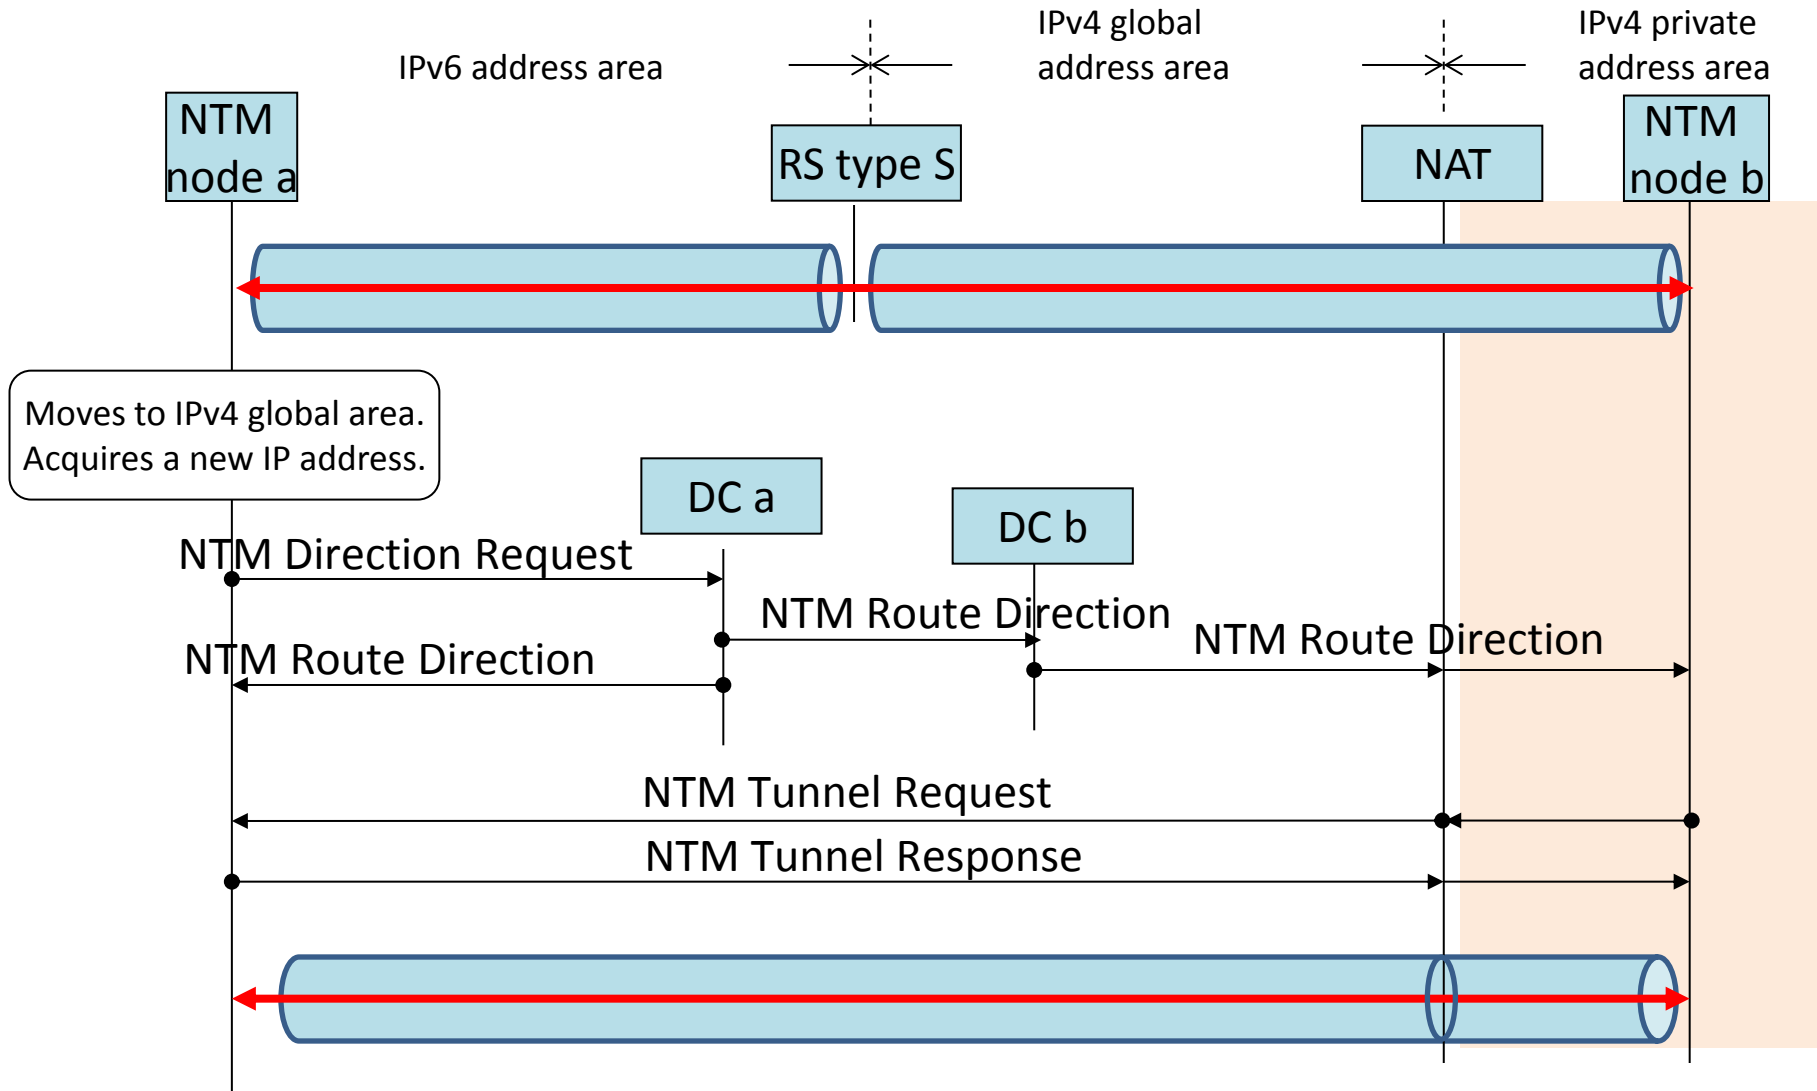 IPv6 address area
IPv4 global
address area
IPv4 private
address area
NTM
node a
RS type S
NAT
NTM
node b
Moves to IPv4 global area.
Acquires a new IP address.
DC a
DC b
NTM Direction Request
NTM Route Direction
NTM Route Direction
NTM Route Direction
NTM Tunnel Request
NTM Tunnel Response